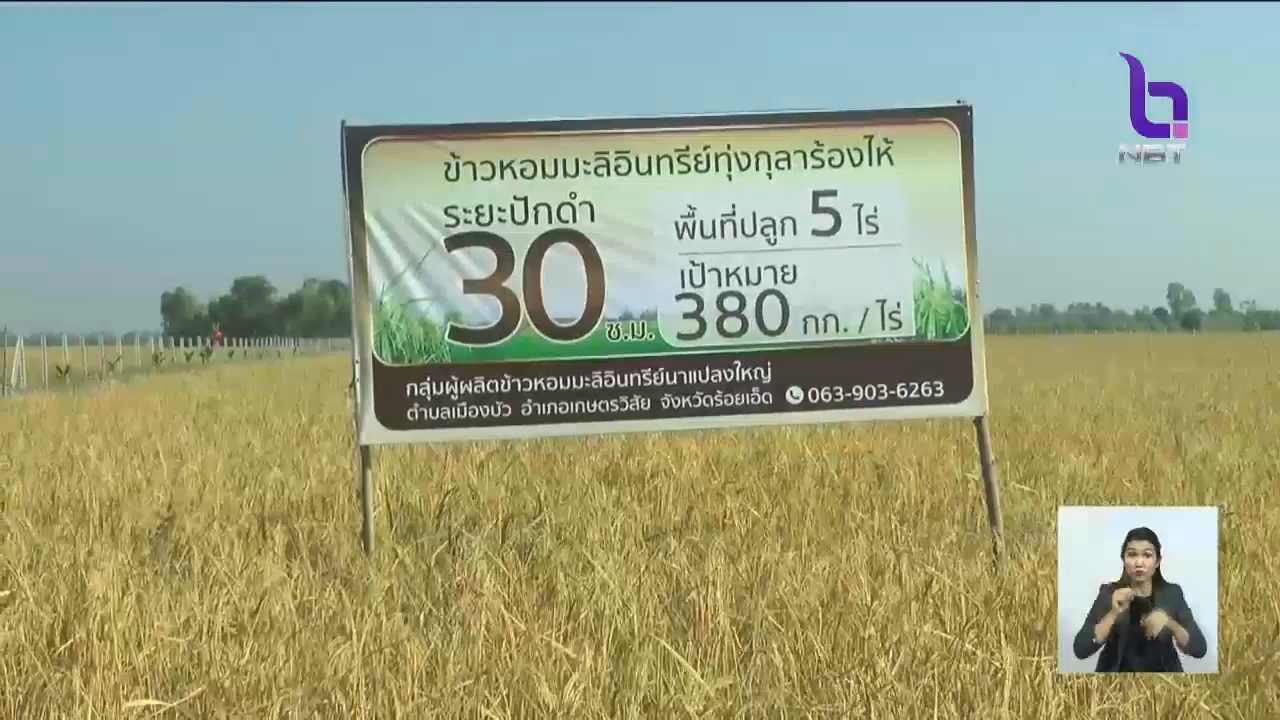 ข้าวหอมมะลิอินทรีย์ทุ่งกุลาร้องไห้
ระยะปักดำ
30 ซ.ม.
พื้นที่ปลูก 5 ไร่
เป้าหมาย
380 กก. / ไร่
กลุ่มผู้ผลิตข้าวหอมมะลิอินทรีย์นาแปลงใหญ่
ตำบลเมืองบัว อำเภอเกษตรวิสัย จังหวัดร้อยเอ็ด 063-903-6263
NBT